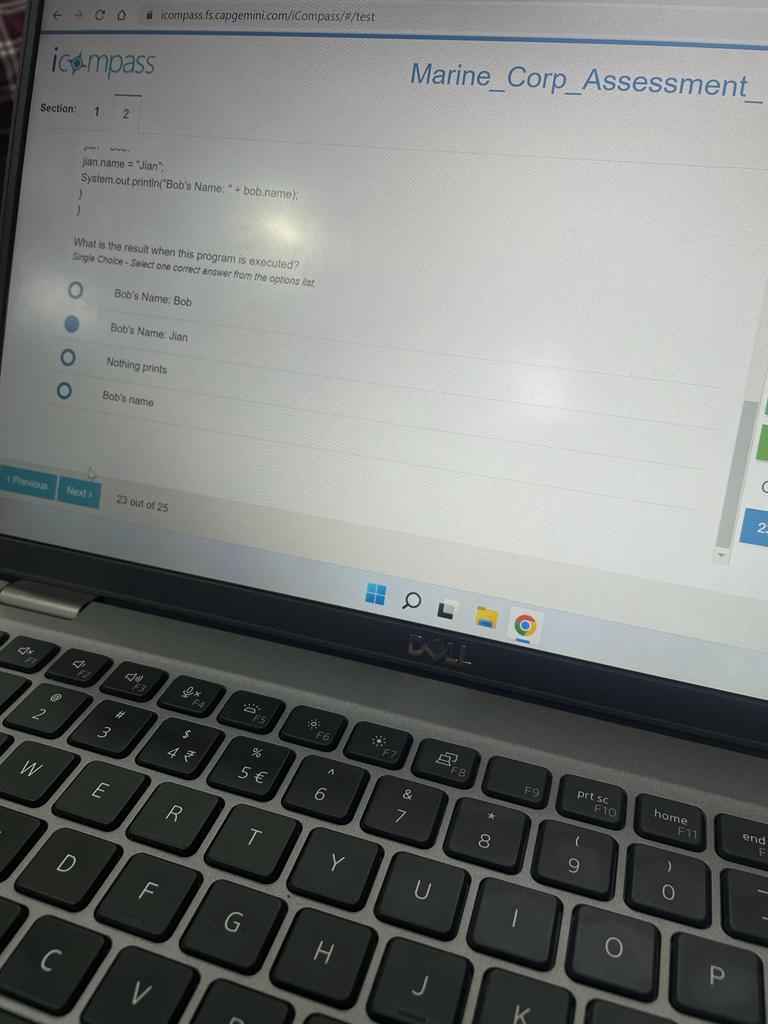 icompass.fs.capgemini.com/iCompass/#/test
icompass
Marine_Corp_Assessment_
Section: 1 2
jian.name = "Jian";
System.out.println("Bob's Name: " + bob.name);
}
}
What is the result when this program is executed?
Single Choice - Select one correct answer from the options list.
Bob's Name: Bob
Bob's Name: Jian
Nothing prints
Bob's name
‹ Previous Next › 23 out of 25
DELL
F1 F2 F3 F4 F5 F6 F7 F8 F9 prt sc F10 home F11 end
@ 2 # 3 $ 4 ₹ % 5 € ^ 6 & 7 * 8 ( 9 ) 0
W E R T Y U I O P
D F G H J K
C V